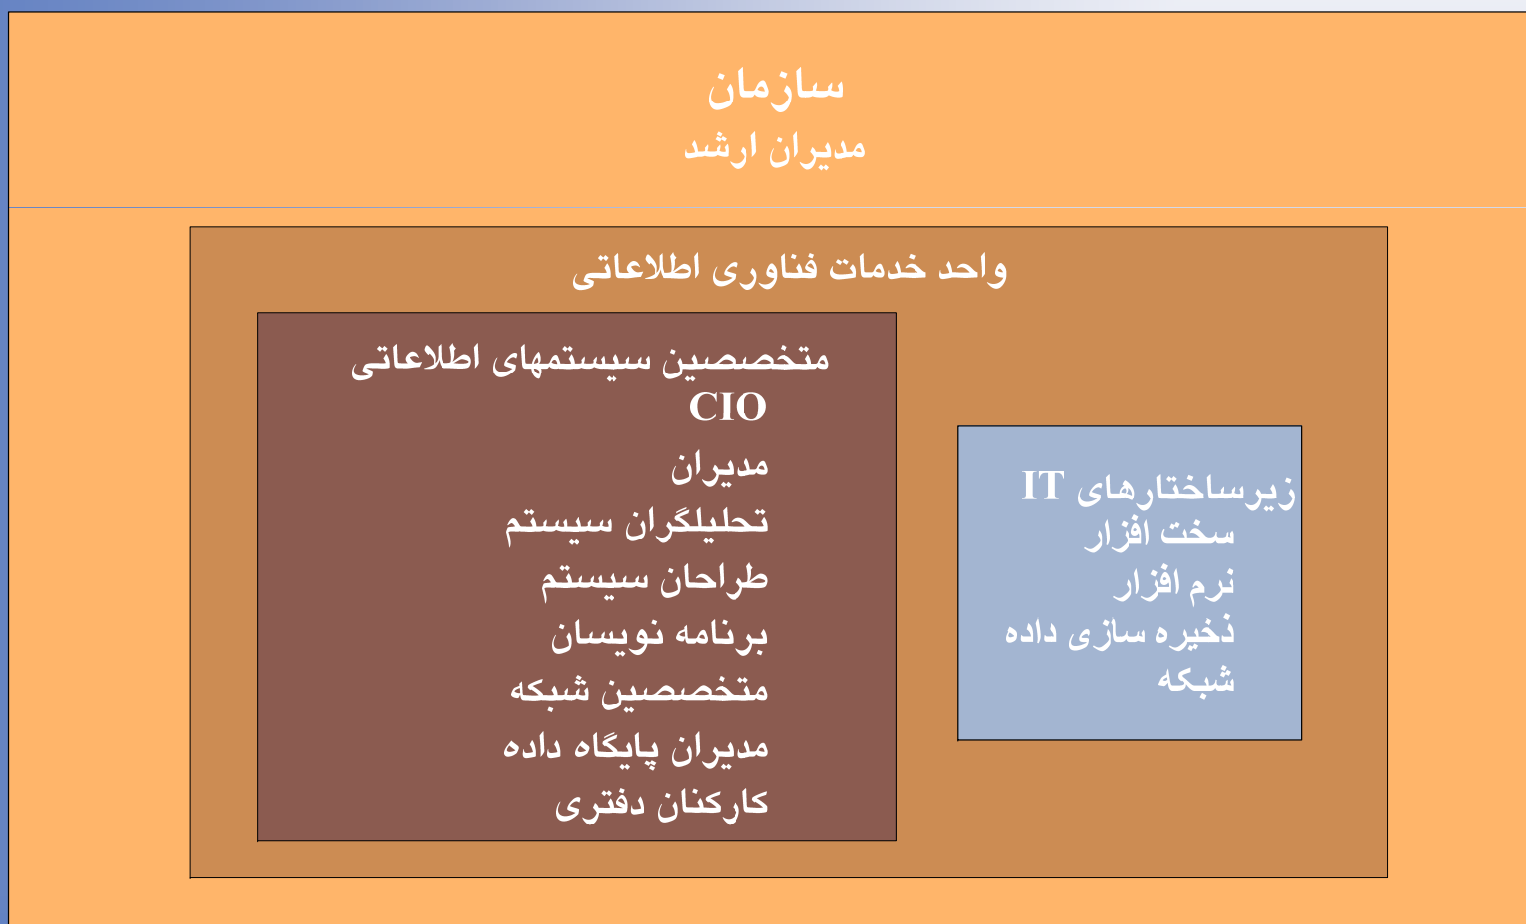 سازمان
مدیران ارشد
واحد خدمات فناوری اطلاعاتی
متخصصین سیستمهای اطلاعاتی
CIO
مدیران
تحلیلگران سیستم
طراحان سیستم
برنامه نویسان
متخصصین شبکه
مدیران پایگاه داده
کارکنان دفتری
زیرساختارهای IT
سخت افزار
نرم افزار
ذخیره سازی داده
شبکه